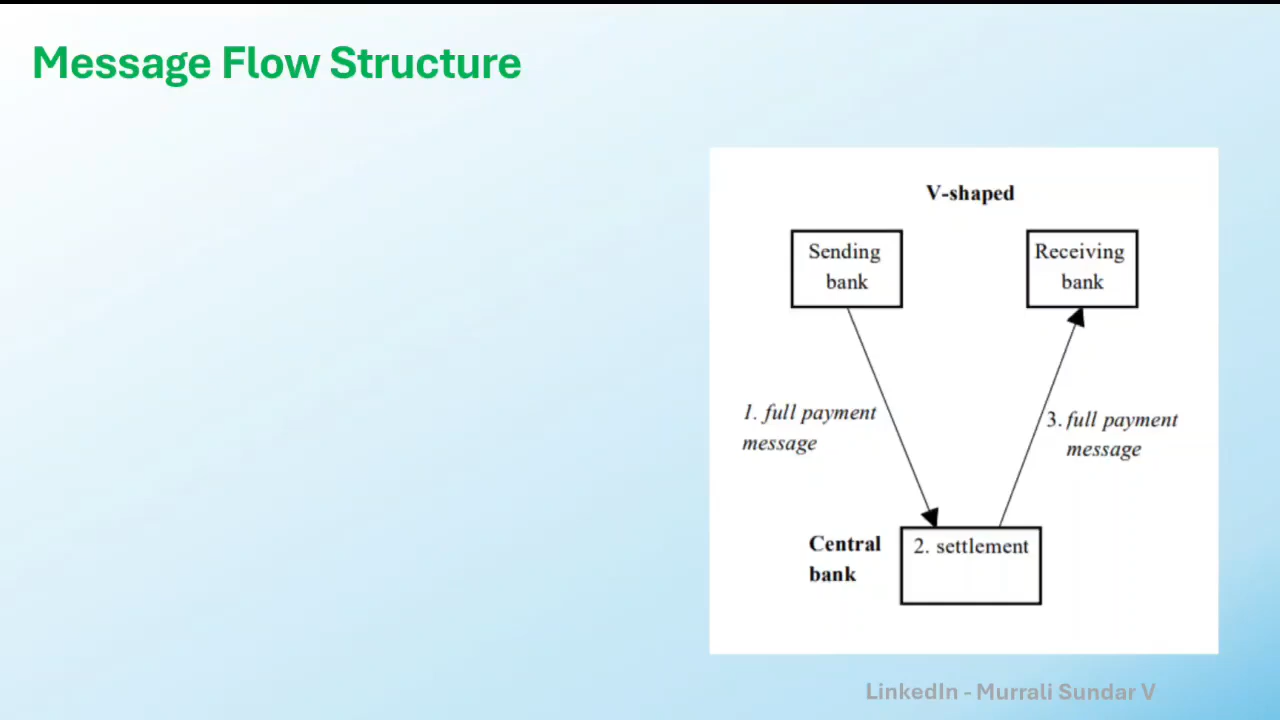 Message Flow Structure
V-shaped
Sending
bank
Receiving
bank
1. full payment
message
3. full payment
message
Central
bank
2. settlement
LinkedIn - Murrali Sundar V